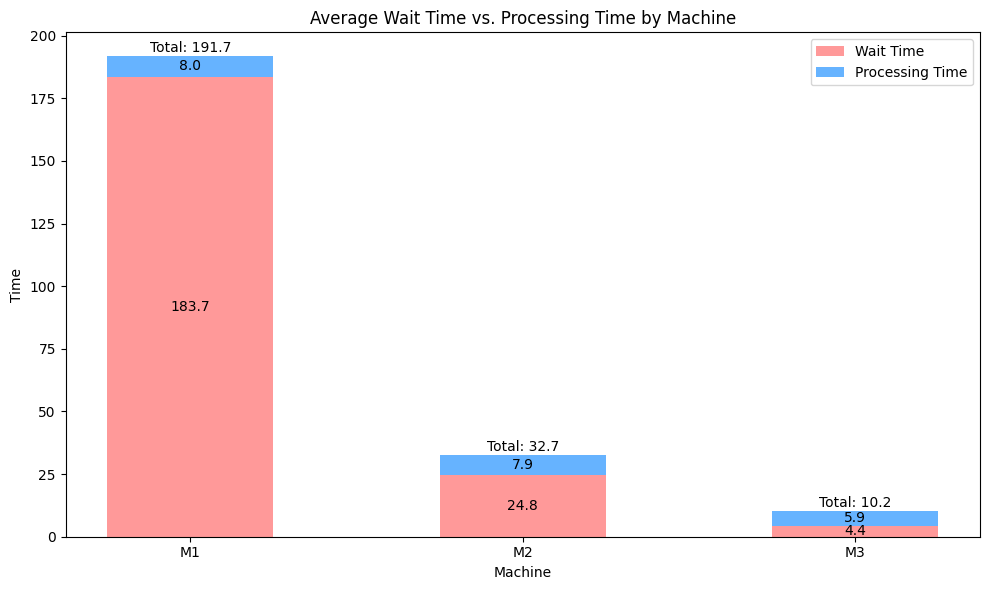 Average Wait Time vs. Processing Time by Machine
Wait Time
Processing Time
Time
200
175
150
125
100
75
50
25
0
Total: 191.7
8.0
183.7
Total: 32.7
7.9
24.8
Total: 10.2
5.9
4.4
M1
M2
M3
Machine